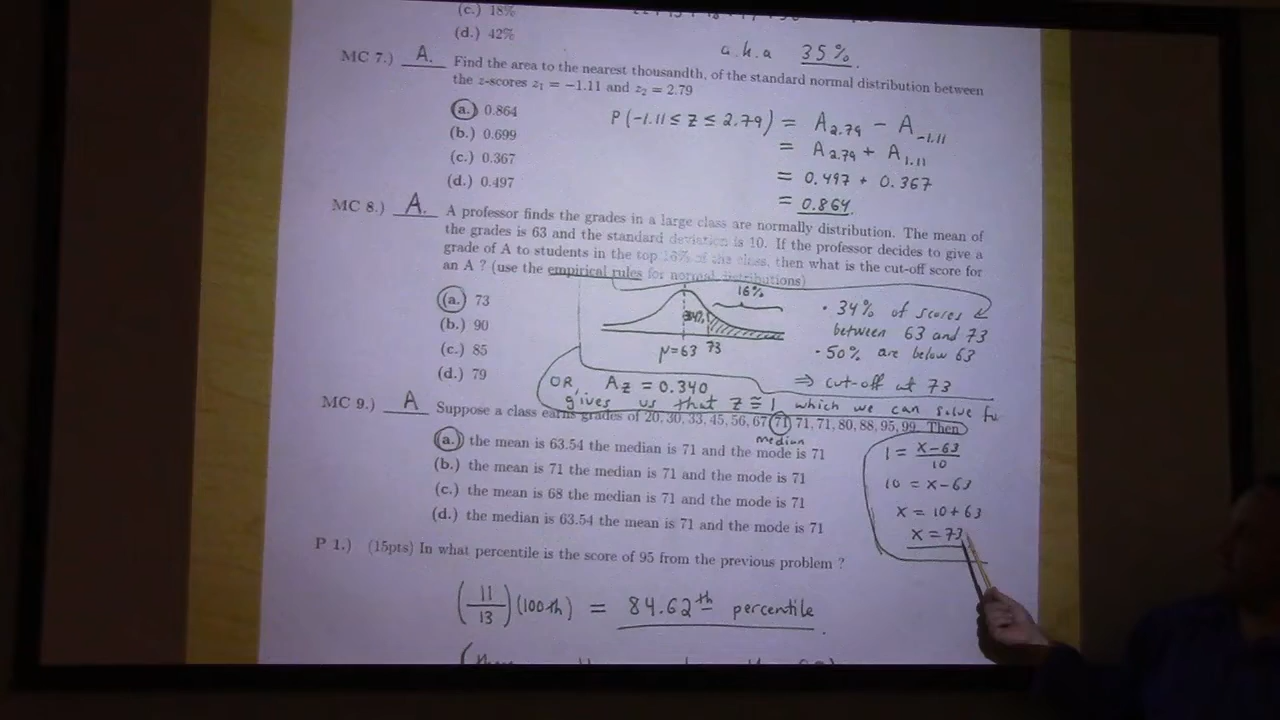 (c.) 18%
(d.) 42%
a.k.a 35%.
MC 7.) A. Find the area to the nearest thousandth, of the standard normal distribution between
the z-scores z₁ = −1.11 and z₂ = 2.79
(a.) 0.864
(b.) 0.699
(c.) 0.367
(d.) 0.497
P(-1.11 ≤ Z ≤ 2.79) = A2.79 − A-1.11
= A2.79 + A1.11
= 0.497 + 0.367
= 0.864.
MC 8.) A. A professor finds the grades in a large class are normally distribution. The mean of
the grades is 63 and the standard deviation is 10. If the professor decides to give a
grade of A to students in the top 16% of the class, then what is the cut-off score for
an A ? (use the empirical rules for normal distributions)
(a.) 73
(b.) 90
(c.) 85
(d.) 79
16%
34%
μ=63 73
· 34% of scores
between 63 and 73
· 50% are below 63
⇒ cut-off at 73
OR, Az = 0.340
gives us that z ≅ 1 which we can solve for
1 = x−63/10
10 = x−63
x = 10+63
x = 73
MC 9.) A Suppose a class earns grades of 20, 30, 33, 45, 56, 67, 71, 71, 71, 80, 88, 95, 99. Then
median
(a.) the mean is 63.54 the median is 71 and the mode is 71
(b.) the mean is 71 the median is 71 and the mode is 71
(c.) the mean is 68 the median is 71 and the mode is 71
(d.) the median is 63.54 the mean is 71 and the mode is 71
P 1.) (15pts) In what percentile is the score of 95 from the previous problem ?
(11/13)(100th) = 84.62th percentile.